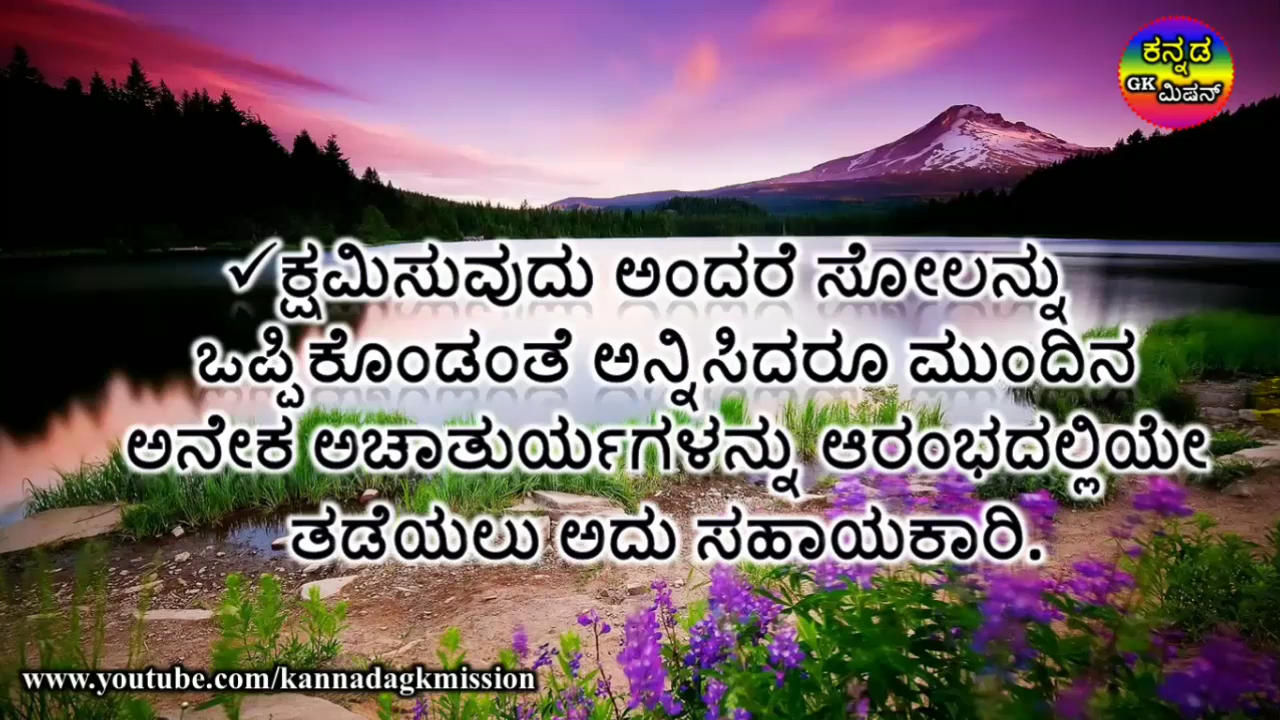 ಕನ್ನಡ
GK ಮಿಷನ್
✓ಕ್ಷಮಿಸುವುದು ಅಂದರೆ ಸೋಲನ್ನು
ಒಪ್ಪಿಕೊಂಡಂತೆ ಅನ್ನಿಸಿದರೂ ಮುಂದಿನ
ಅನೇಕ ಅಚಾತುರ್ಯಗಳನ್ನು ಆರಂಭದಲ್ಲಿಯೇ
ತಡೆಯಲು ಅದು ಸಹಾಯಕಾರಿ.
www.youtube.com/kannadagkmission